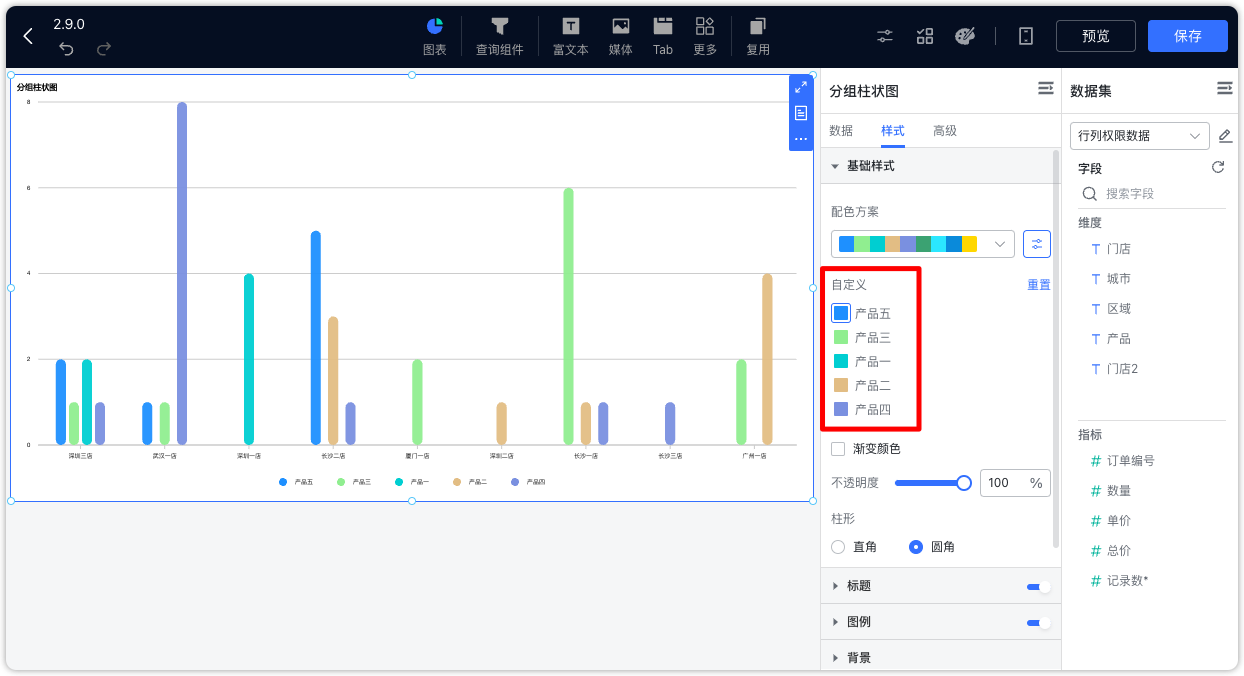 2.9.0
图表
查询组件
富文本
媒体
Tab
更多
复用
预览
保存
分组柱状图
8
6
4
2
0
深圳三店
武汉一店
深圳一店
长沙二店
厦门一店
深圳二店
长沙一店
长沙三店
广州一店
产品五
产品三
产品一
产品二
产品四
分组柱状图
数据
样式
高级
基础样式
配色方案
自定义
重置
产品五
产品三
产品一
产品二
产品四
渐变颜色
不透明度
100 %
柱形
直角
圆角
标题
图例
背景
数据集
行列权限数据
字段
搜索字段
维度
T 门店
T 城市
T 区域
T 产品
T 门店2
指标
# 订单编号
# 数量
# 单价
# 总价
# 记录数*